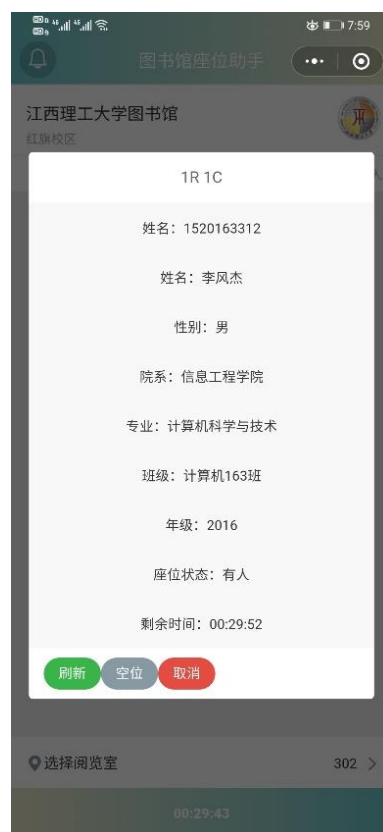 7:59
图书馆座位助手
江西理工大学图书馆
红旗校区
1R 1C
姓名：1520163312
姓名：李风杰
性别：男
院系：信息工程学院
专业：计算机科学与技术
班级：计算机163班
年级：2016
座位状态：有人
剩余时间：00:29:52
刷新 空位 取消
选择阅览室 302
00:29:43